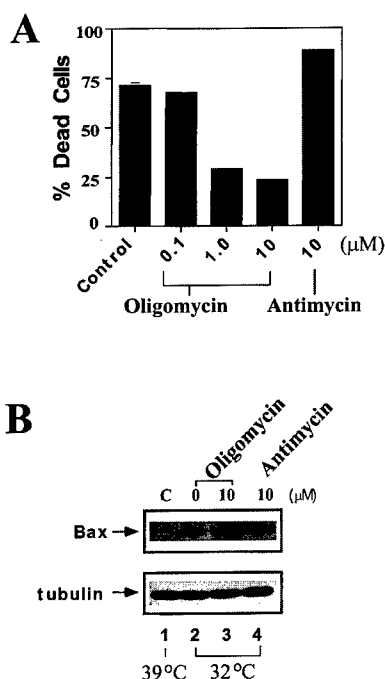 A
% Dead Cells
100
75
50
25
0
Control
0.1
1.0
10
10
(μM)
Oligomycin
Antimycin
B
Oligomycin
Antimycin
C 0 10 10 (μM)
Bax
tubulin
1 2 3 4
39°C 32°C